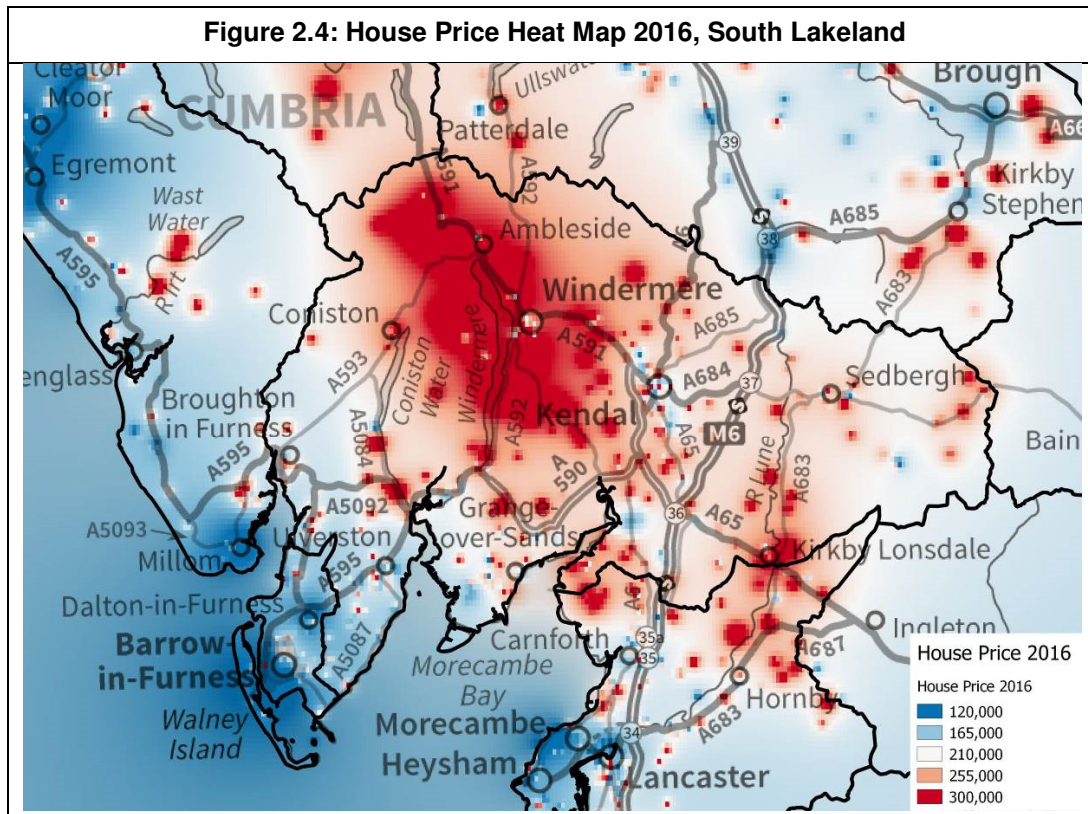 Figure 2.4: House Price Heat Map 2016, South Lakeland
Cleator
Moor
CUMBRIA
Ullswat
Brough
Patterdale
A66
39
A591
A592
Egremont
Kirkby
Stephen
Wast
Water
A685
38
Ambleside
A595
R Irt
A683
Windermere
Coniston
A685
A591
A593
Coniston
Water
Windermere
englass
37
Sedbergh
A684
Broughton
in Furness
A592
Kendal
M6
A65
Bain
A5084
A595
A
590
R Lune
A683
A5092
Grange-
over-Sands
36
A65
A5093
Ulverston
Millom
Kirkby Lonsdale
A595
Dalton-in-Furness
A5087
Carnforth
35a
35
Ingleton
A687
Barrow-
in-Furness
Morecambe
Bay
Hornby
A683
Walney
Island
Morecambe
34
Heysham
Lancaster
House Price 2016
House Price 2016
120,000
165,000
210,000
255,000
300,000